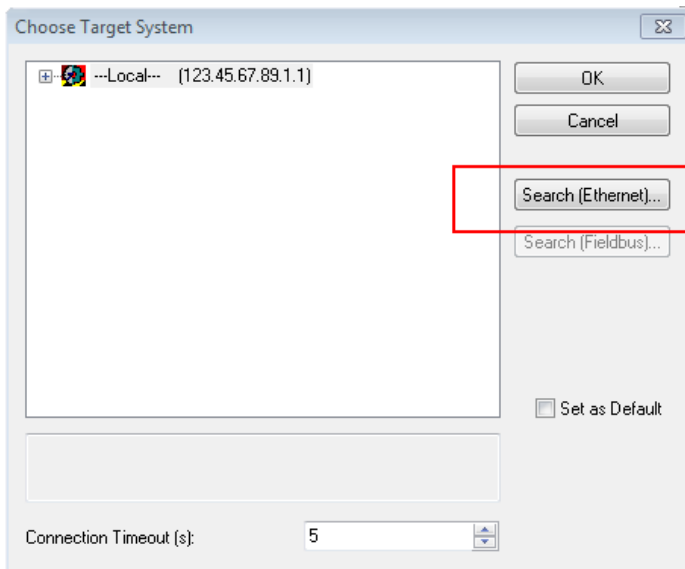 Choose Target System
---Local--- (123.45.67.89.1.1)
OK
Cancel
Search (Ethernet)...
Search (Fieldbus)...
Set as Default
Connection Timeout (s):
5